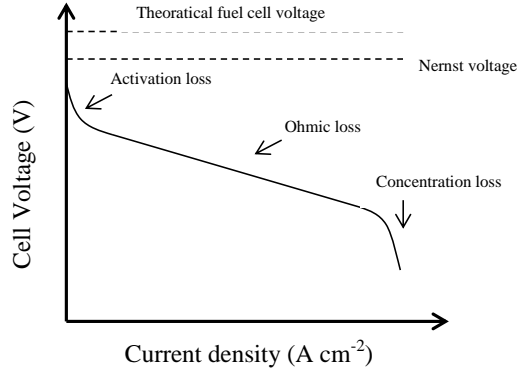 Theoratical fuel cell voltage
Nernst voltage
Activation loss
Ohmic loss
Concentration loss
Cell Voltage (V)
Current density (A cm-2)